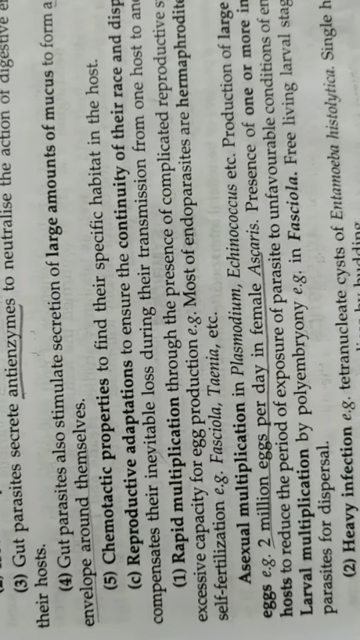 (3) Gut parasites secrete antienzymes to neutralise the action of digestive
their hosts.
(4) Gut parasites also stimulate secretion of large amounts of mucus to form a
envelope around themselves.
(5) Chemotactic properties to find their specific habitat in the host.
(c) Reproductive adaptations to ensure the continuity of their race and
compensates their inevitable loss during their transmission from one host to
(1) Rapid multiplication through the presence of complicated reproductive
excessive capacity for egg production e.g. Most of endoparasites are hermaphrodite
self-fertilization e.g. Fasciola, Taenia, etc.
Asexual multiplication in Plasmodium, Echinococcus etc. Production of large
eggs e.g. 2 million eggs per day in female Ascaris. Presence of one or more
hosts to reduce the period of exposure of parasite to unfavourable conditions of
Larval multiplication by polyembryony e.g. in Fasciola. Free living larval
parasites for dispersal.
(2) Heavy infection e.g. tetranucleate cysts of Entamoeba histolytica. Single